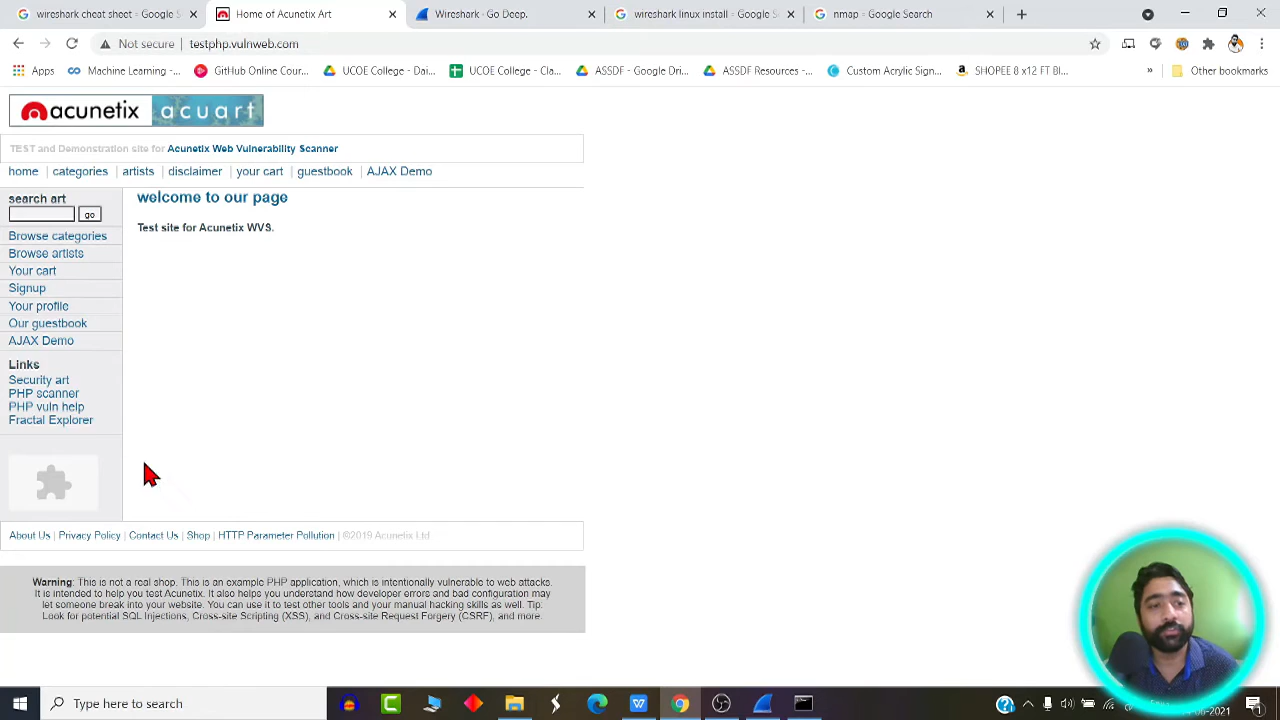 wireshark cheat sheet = Google S
Home of Acunetix Art
Wireshark · Go Deep.
wireshark linux install = Google S
nmap - Google Search
Not secure | testphp.vulnweb.com
Apps
Machine Learning -...
GitHub Online Cour...
UCOE College - Dai...
UCOE College - Cla...
ASSDF - Google Dri...
ASSDF Resources -...
Custom Acrylic Sign...
SHOPEE 8 x12 FT Bl...
» Other bookmarks
acunetix acuart
TEST and Demonstration site for Acunetix Web Vulnerability Scanner
home | categories | artists | disclaimer | your cart | guestbook | AJAX Demo
search art
go
Browse categories
Browse artists
Your cart
Signup
Your profile
Our guestbook
AJAX Demo
Links
Security art
PHP scanner
PHP vuln help
Fractal Explorer
welcome to our page
Test site for Acunetix WVS.
About Us | Privacy Policy | Contact Us | Shop | HTTP Parameter Pollution | ©2019 Acunetix Ltd
Warning: This is not a real shop. This is an example PHP application, which is intentionally vulnerable to web attacks.
It is intended to help you test Acunetix. It also helps you understand how developer errors and bad configuration may
let someone break into your website. You can use it to test other tools and your manual hacking skills as well. Tip:
Look for potential SQL Injections, Cross-site Scripting (XSS), and Cross-site Request Forgery (CSRF), and more.
Type here to search